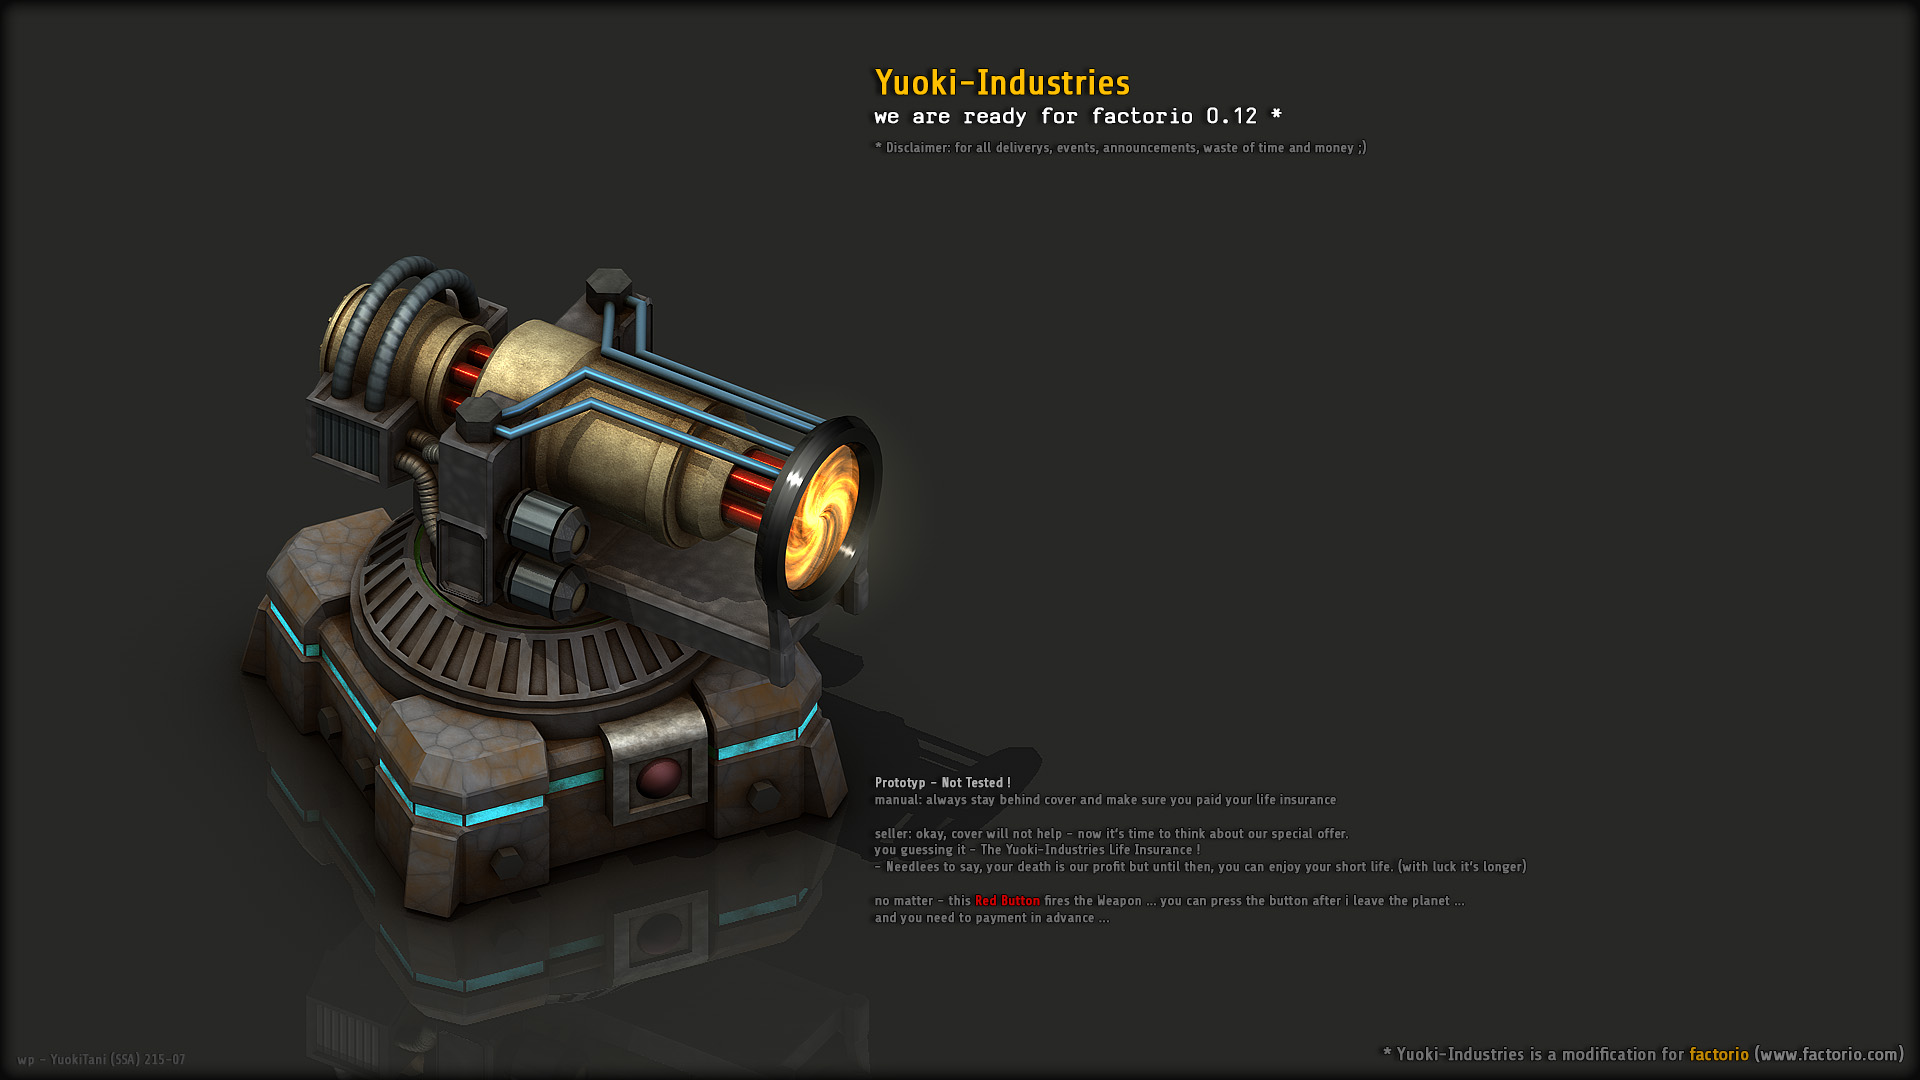 Yuoki-Industries
we are ready for factorio 0.12 *
* Disclaimer: for all deliverys, events, announcements, waste of time and money ;)
Prototyp - Not Tested !
manual: always stay behind cover and make sure you paid your life insurance
seller: okay, cover will not help - now it's time to think about our special offer.
you guessing it - The Yuoki-Industries Life Insurance !
- Needlees to say, your death is our profit but until then, you can enjoy your short life. (with luck it's longer)
no matter - this Red Button fires the Weapon ... you can press the button after i leave the planet ...
and you need to payment in advance ...
wp - YuokiTani (SSA) 215-07
* Yuoki-Industries is a modification for factorio (www.factorio.com)